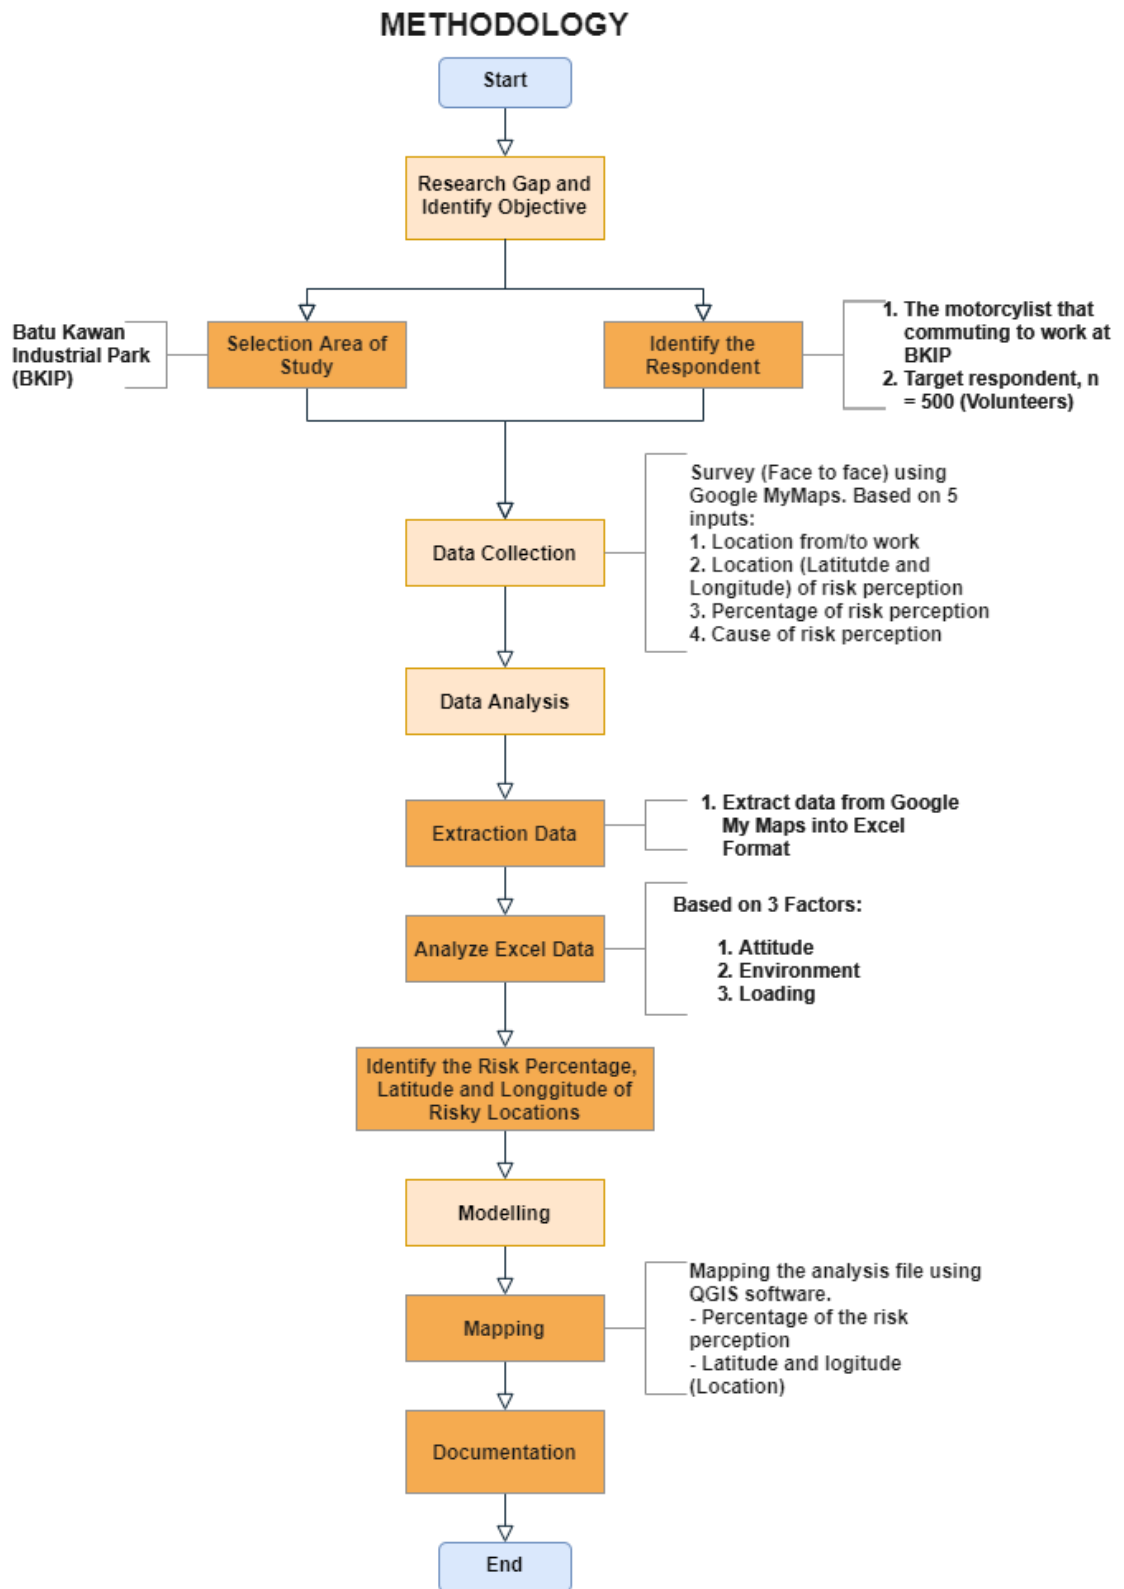 METHODOLOGY
Start
Research Gap and
Identify Objective
Batu Kawan
Industrial Park
(BKIP)
Selection Area of
Study
Identify the
Respondent
1. The motorcylist that
commuting to work at
BKIP
2. Target respondent, n
= 500 (Volunteers)
Data Collection
Survey (Face to face) using
Google MyMaps. Based on 5
inputs:
1. Location from/to work
2. Location (Latitutde and
Longitude) of risk perception
3. Percentage of risk perception
4. Cause of risk perception
Data Analysis
Extraction Data
1. Extract data from Google
My Maps into Excel
Format
Analyze Excel Data
Based on 3 Factors:
1. Attitude
2. Environment
3. Loading
Identify the Risk Percentage,
Latitude and Longgitude of
Risky Locations
Modelling
Mapping
Mapping the analysis file using
QGIS software.
- Percentage of the risk
perception
- Latitude and logitude
(Location)
Documentation
End